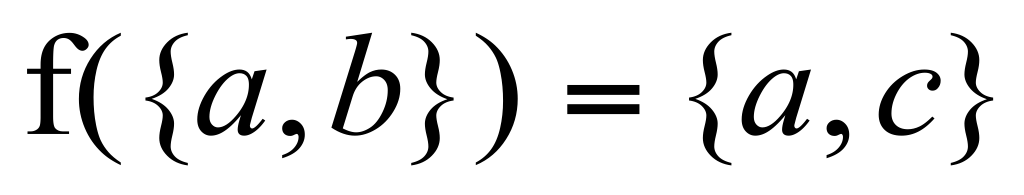 f({a, b}) = {a, c}